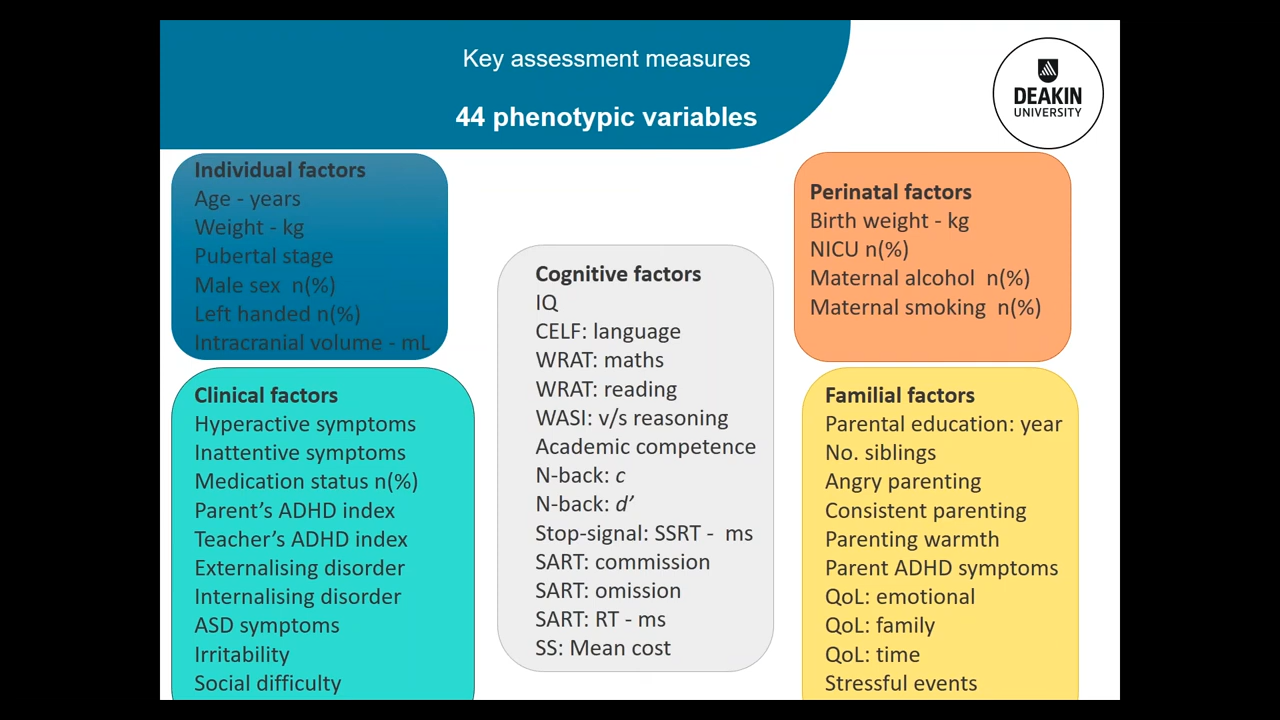 Key assessment measures
44 phenotypic variables
DEAKIN
UNIVERSITY
Individual factors
Age - years
Weight - kg
Pubertal stage
Male sex n(%)
Left handed n(%)
Intracranial volume - mL
Clinical factors
Hyperactive symptoms
Inattentive symptoms
Medication status n(%)
Parent’s ADHD index
Teacher’s ADHD index
Externalising disorder
Internalising disorder
ASD symptoms
Irritability
Social difficulty
Cognitive factors
IQ
CELF: language
WRAT: maths
WRAT: reading
WASI: v/s reasoning
Academic competence
N-back: c
N-back: d’
Stop-signal: SSRT - ms
SART: commission
SART: omission
SART: RT - ms
SS: Mean cost
Perinatal factors
Birth weight - kg
NICU n(%)
Maternal alcohol n(%)
Maternal smoking n(%)
Familial factors
Parental education: year
No. siblings
Angry parenting
Consistent parenting
Parenting warmth
Parent ADHD symptoms
QoL: emotional
QoL: family
QoL: time
Stressful events